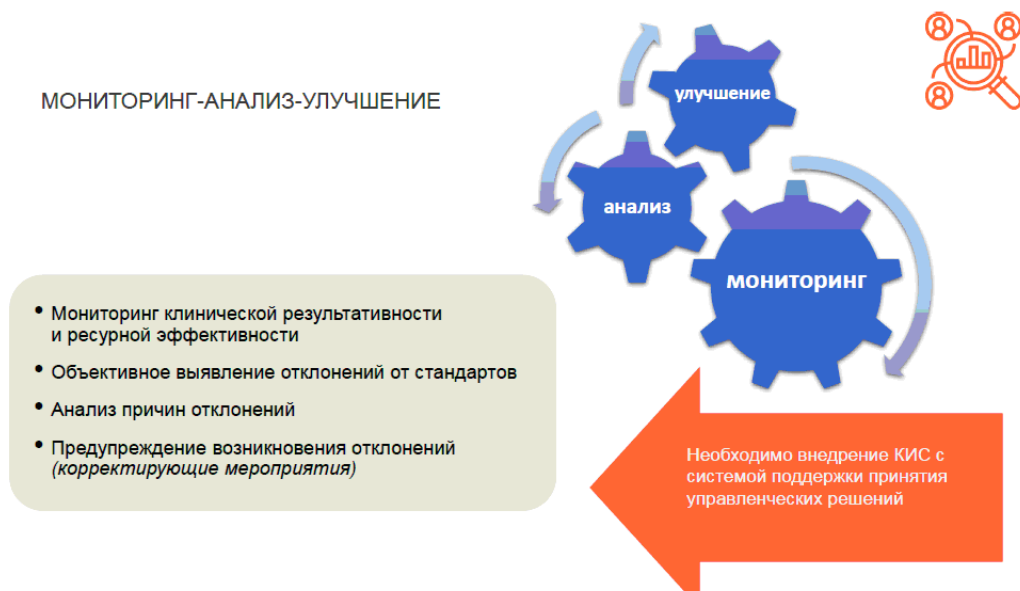 МОНИТОРИНГ-АНАЛИЗ-УЛУЧШЕНИЕ
улучшение
анализ
мониторинг
• Мониторинг клинической результативности
и ресурной эффективности
• Объективное выявление отклонений от стандартов
• Анализ причин отклонений
• Предупреждение возникновения отклонений
(корректирующие мероприятия)
Необходимо внедрение КИС с
системой поддержки принятия
управленческих решений